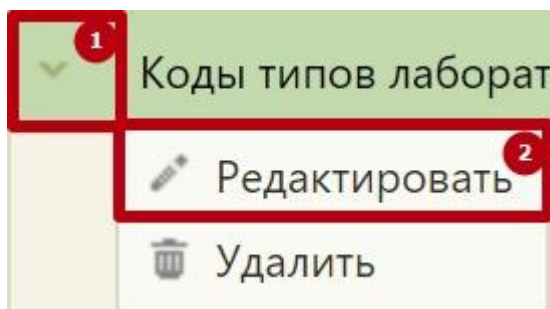 1
Коды типов лаборат
Редактировать
2
Удалить